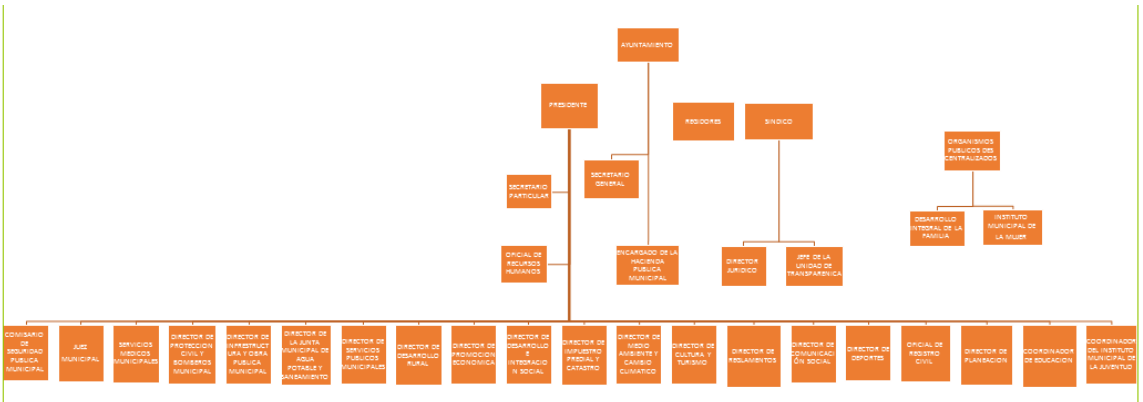 AYUNTAMIENTO
PRESIDENTE
REGIDORES
SINDICO
ORGANISMOS
PUBLICOS DES
CENTRALIZADOS
SECRETARIO
GENERAL
SECRETARIO
PARTICULAR
DESARROLLO
INTEGRAL DE LA
FAMILIA
INSTITUTO
MUNICIPAL DE
LA MUJER
OFICIAL DE
RECURSOS
HUMANOS
ENCARGADO DE LA
HACIENDA
PUBLICA
MUNICIPAL
DIRECTOR
JURIDICO
JEFE DE LA
UNIDAD DE
TRANSPARENICA
COMISARIO
DE
SEGURIDAD
PUBLICA
MUNICIPAL
JUEZ
MUNICIPAL
SERVICIOS
MEDICOS
MUNICIPALES
DIRECTOR DE
PROTECCION
CIVIL Y
BOMBEROS
MUNICIPAL
DIRECTOR DE
INFRESTRUCT
URA Y OBRA
PUBLICA
MUNICIPAL
DIRECTOR DE
LA JUNTA
MUNICIPAL DE
AGUA
POTABLE Y
SANEAMIENTO
DIRECTOR DE
SERVICIOS
PUBLICOS
MUNICIPALES
DIRECTOR DE
DESARROLLO
RURAL
DIRECTOR DE
PROMOCION
ECONOMICA
DIRECTOR DE
DESARROLLO
E
INTEGRACIO
N SOCIAL
DIRECTOR DE
IMPUESTRO
PREDIAL Y
CATASTRO
DIRECTOR DE
MEDIO
AMBIENTE Y
CAMBIO
CLIMATICO
DIRECTOR DE
CULTURA Y
TURISMO
DIRECTOR DE
REGLAMENTOS
DIRECTOR DE
COMUNICACI
ÓN SOCIAL
DIRECTOR DE
DEPORTES
OFICIAL DE
REGISTRO
CIVIL
DIRECTOR DE
PLANEACION
COORDINADOR
DE EDUCACION
COORDINADOR
DEL INSTITUTO
MUNICIPAL DE
LA JUVENTUD